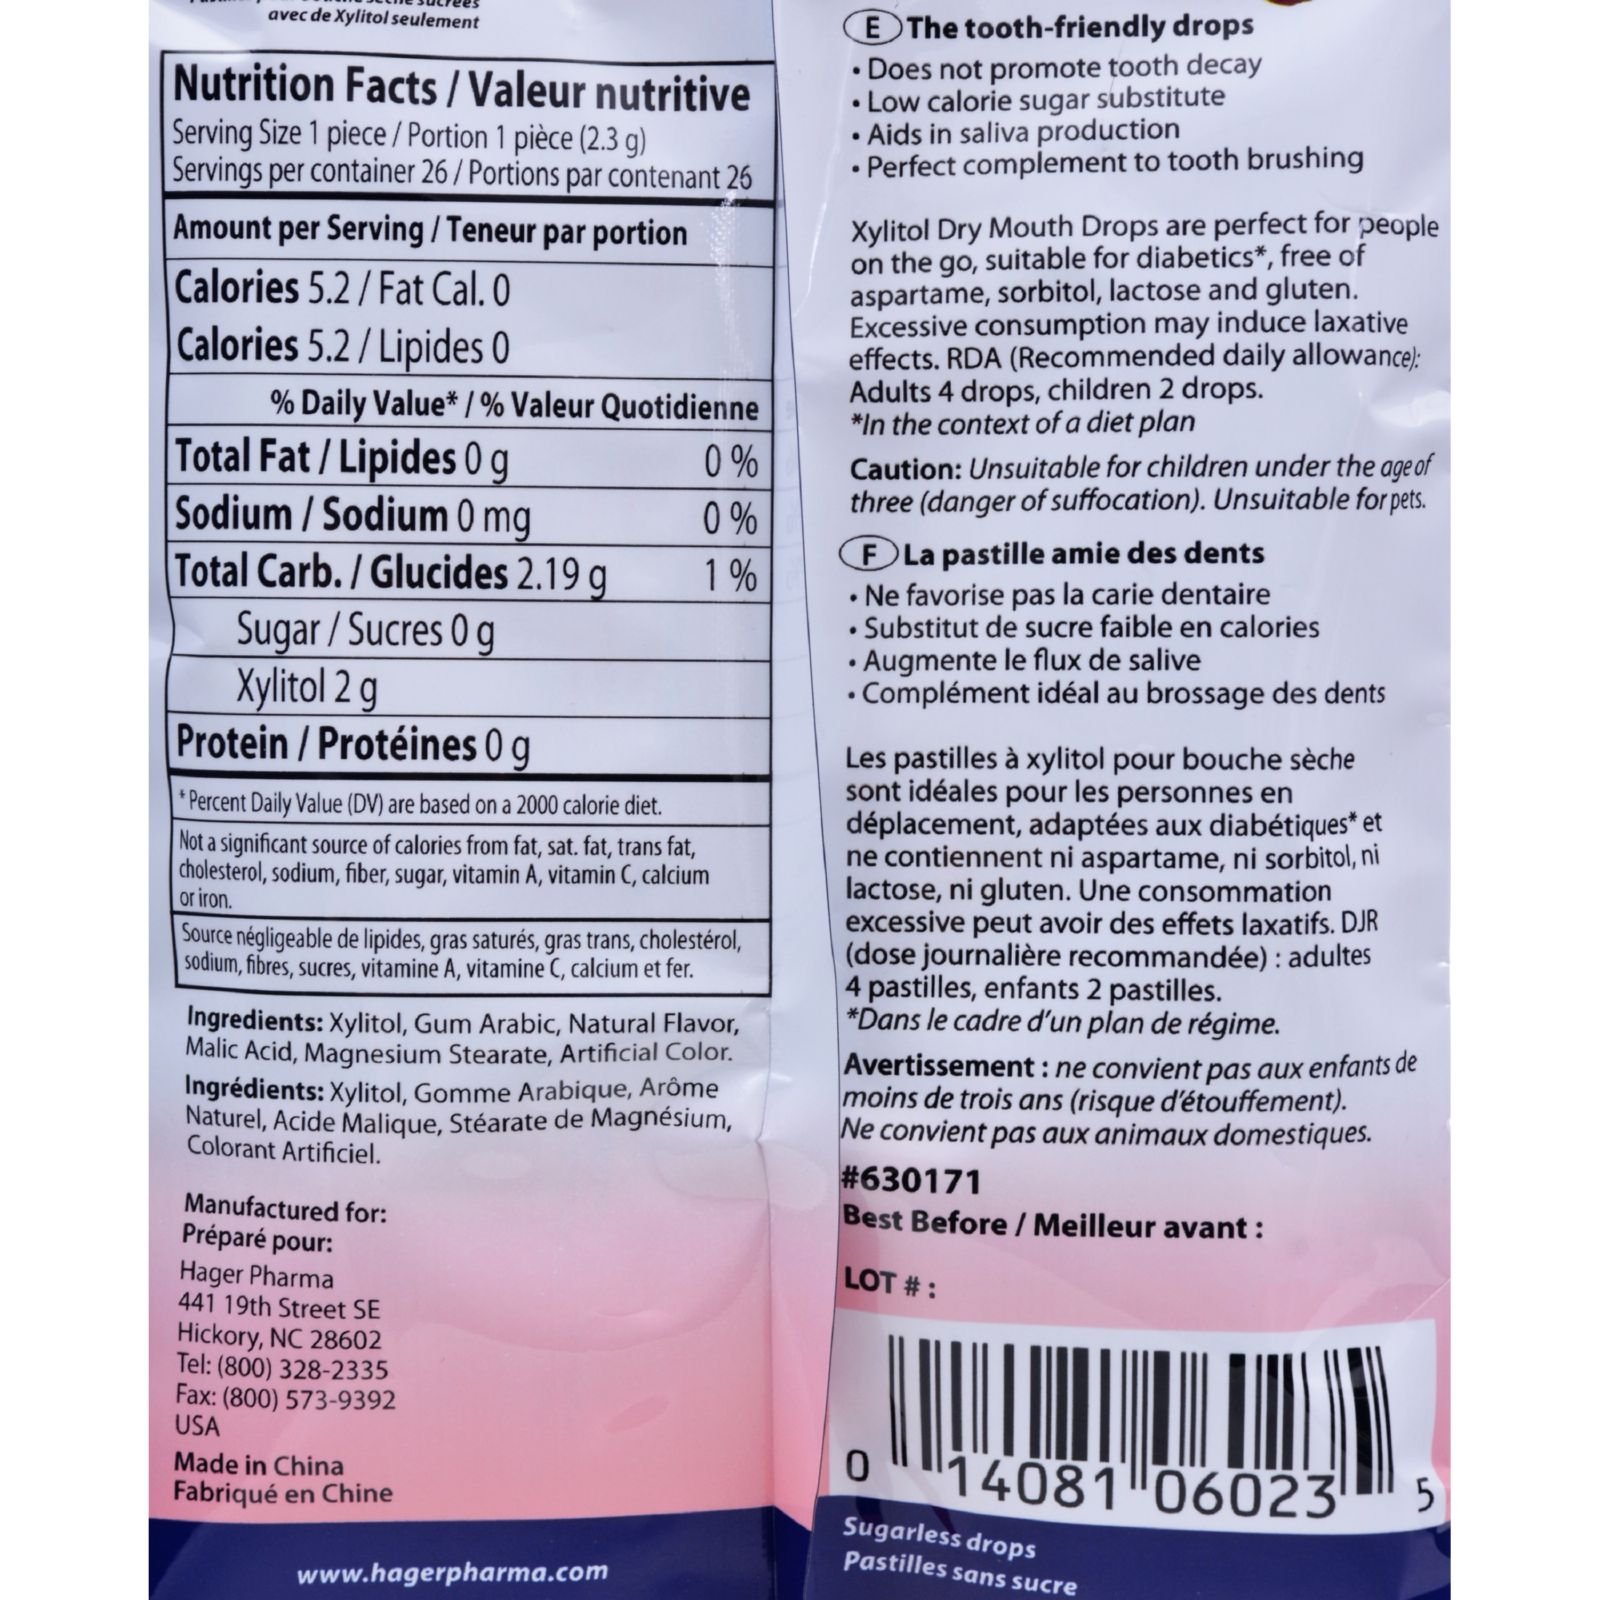 avec de Xylitol seulement
Nutrition Facts / Valeur nutritive
Serving Size 1 piece / Portion 1 pièce (2.3 g)
Servings per container 26 / Portions par contenant 26
Amount per Serving / Teneur par portion
Calories 5.2 / Fat Cal. 0
Calories 5.2 / Lipides 0
% Daily Value* / % Valeur Quotidienne
Total Fat / Lipides 0 g 0 %
Sodium / Sodium 0 mg 0 %
Total Carb. / Glucides 2.19 g 1 %
Sugar / Sucres 0 g
Xylitol 2 g
Protein / Protéines 0 g
* Percent Daily Value (DV) are based on a 2000 calorie diet.
Not a significant source of calories from fat, sat. fat, trans fat,
cholesterol, sodium, fiber, sugar, vitamin A, vitamin C, calcium
or iron.
Source négligeable de lipides, gras saturés, gras trans, cholestérol,
sodium, fibres, sucres, vitamine A, vitamine C, calcium et fer.
Ingredients: Xylitol, Gum Arabic, Natural Flavor,
Malic Acid, Magnesium Stearate, Artificial Color.
Ingrédients: Xylitol, Gomme Arabique, Arôme
Naturel, Acide Malique, Stéarate de Magnésium,
Colorant Artificiel.
Manufactured for:
Préparé pour:
Hager Pharma
441 19th Street SE
Hickory, NC 28602
Tel: (800) 328-2335
Fax: (800) 573-9392
USA
Made in China
Fabriqué en Chine
www.hagerpharma.com
E The tooth-friendly drops
• Does not promote tooth decay
• Low calorie sugar substitute
• Aids in saliva production
• Perfect complement to tooth brushing
Xylitol Dry Mouth Drops are perfect for people
on the go, suitable for diabetics*, free of
aspartame, sorbitol, lactose and gluten.
Excessive consumption may induce laxative
effects. RDA (Recommended daily allowance):
Adults 4 drops, children 2 drops.
*In the context of a diet plan
Caution: Unsuitable for children under the age of
three (danger of suffocation). Unsuitable for pets.
F La pastille amie des dents
• Ne favorise pas la carie dentaire
• Substitut de sucre faible en calories
• Augmente le flux de salive
• Complément idéal au brossage des dents
Les pastilles à xylitol pour bouche sèche
sont idéales pour les personnes en
déplacement, adaptées aux diabétiques* et
ne contiennent ni aspartame, ni sorbitol, ni
lactose, ni gluten. Une consommation
excessive peut avoir des effets laxatifs. DJR
(dose journalière recommandée) : adultes
4 pastilles, enfants 2 pastilles.
*Dans le cadre d'un plan de régime.
Avertissement : ne convient pas aux enfants de
moins de trois ans (risque d'étouffement).
Ne convient pas aux animaux domestiques.
#630171
Best Before / Meilleur avant :
LOT # :
0 14081 06023 5
Sugarless drops
Pastilles sans sucre